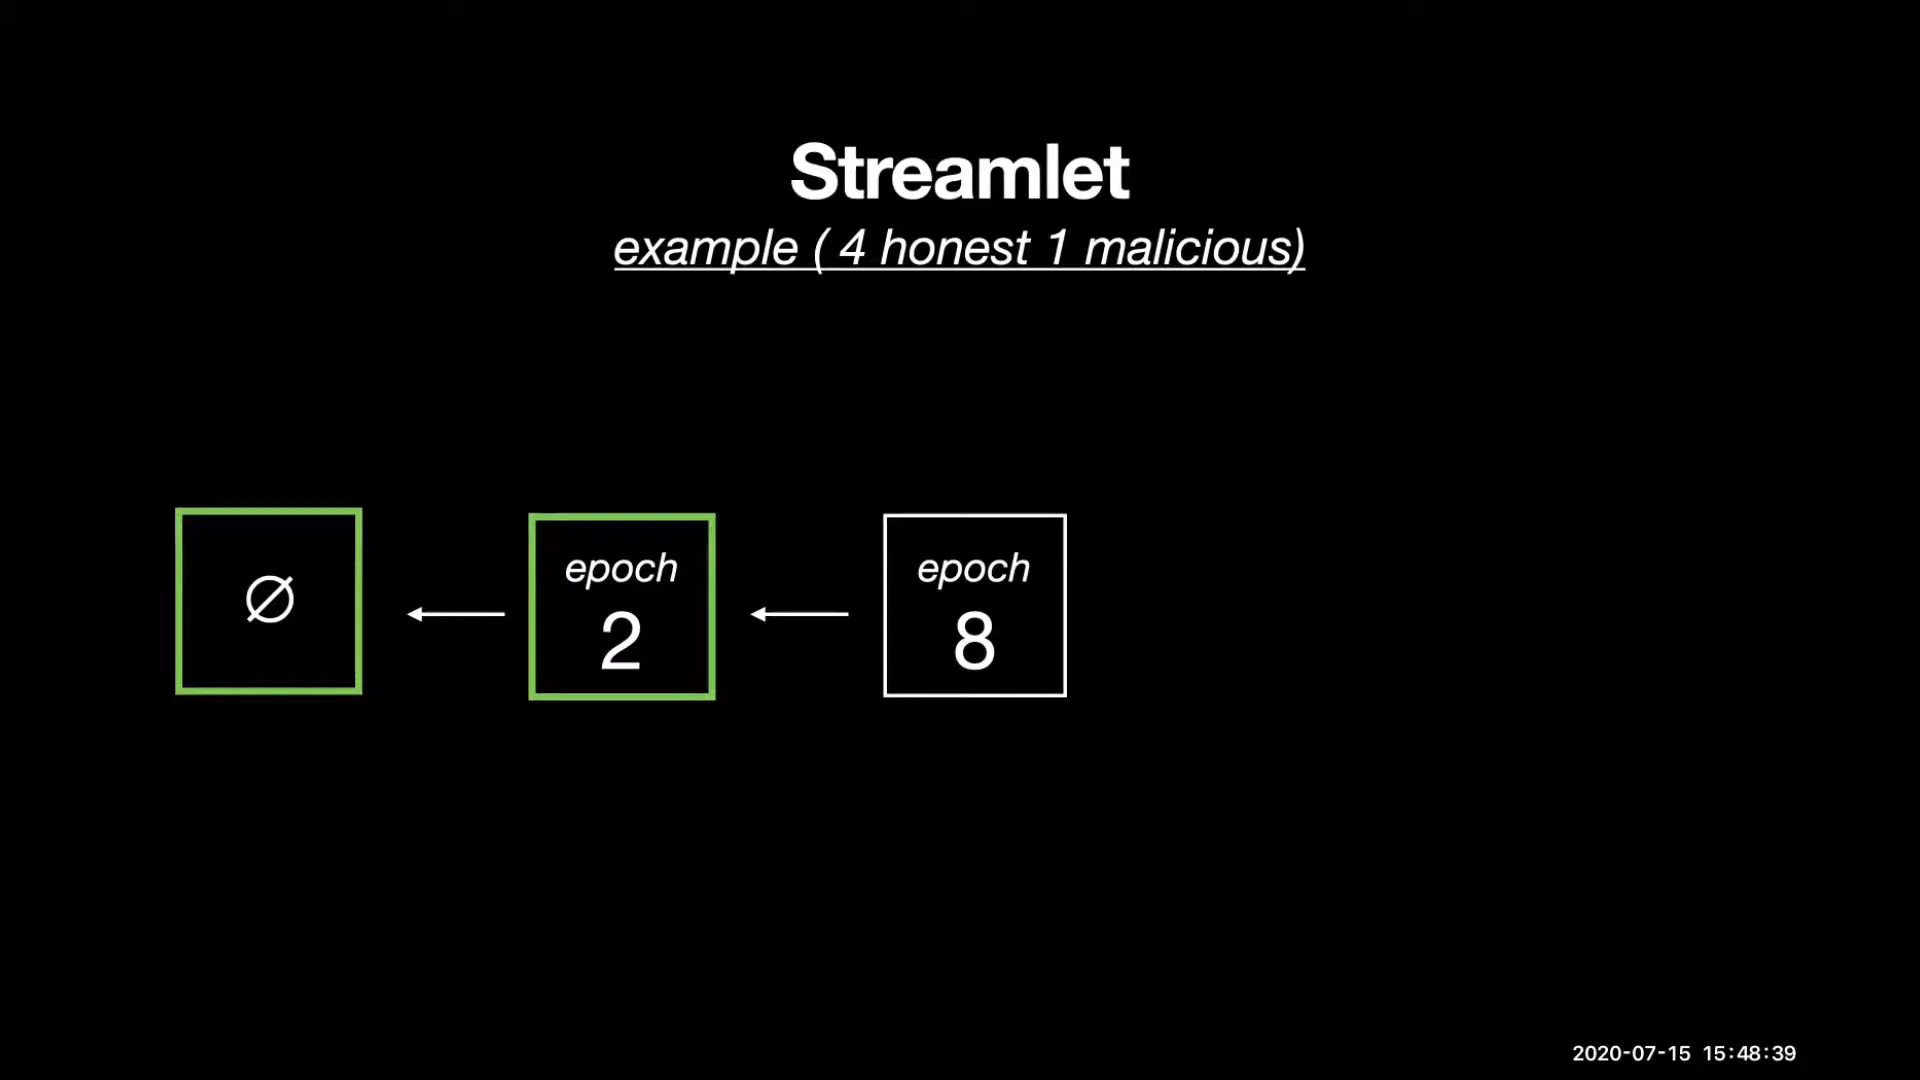 Streamlet
example ( 4 honest 1 malicious)
∅
epoch
2
epoch
8
2020-07-15 15:48:39